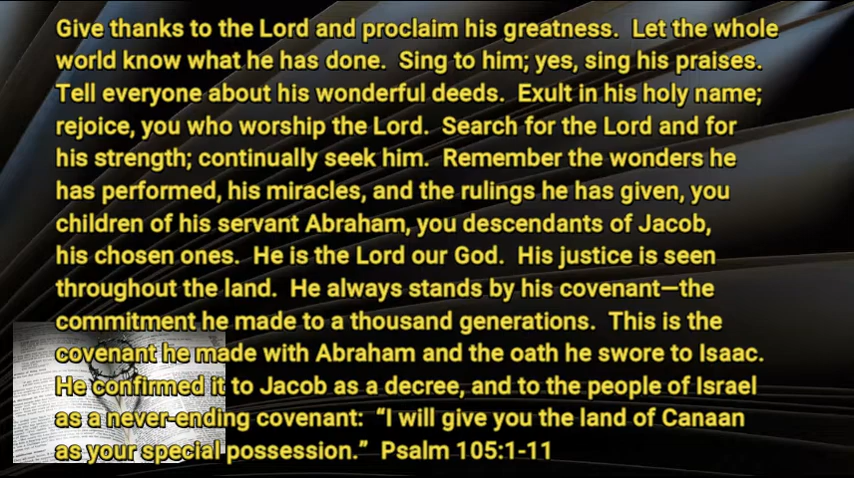 Give thanks to the Lord and proclaim his greatness.  Let the whole
world know what he has done.  Sing to him; yes, sing his praises.
Tell everyone about his wonderful deeds.  Exult in his holy name;
rejoice, you who worship the Lord.  Search for the Lord and for
his strength; continually seek him.  Remember the wonders he
has performed, his miracles, and the rulings he has given, you
children of his servant Abraham, you descendants of Jacob,
his chosen ones.  He is the Lord our God.  His justice is seen
throughout the land.  He always stands by his covenant—the
commitment he made to a thousand generations.  This is the
covenant he made with Abraham and the oath he swore to Isaac.
He confirmed it to Jacob as a decree, and to the people of Israel
as a never-ending covenant:  “I will give you the land of Canaan
as your special possession.”  Psalm 105:1-11